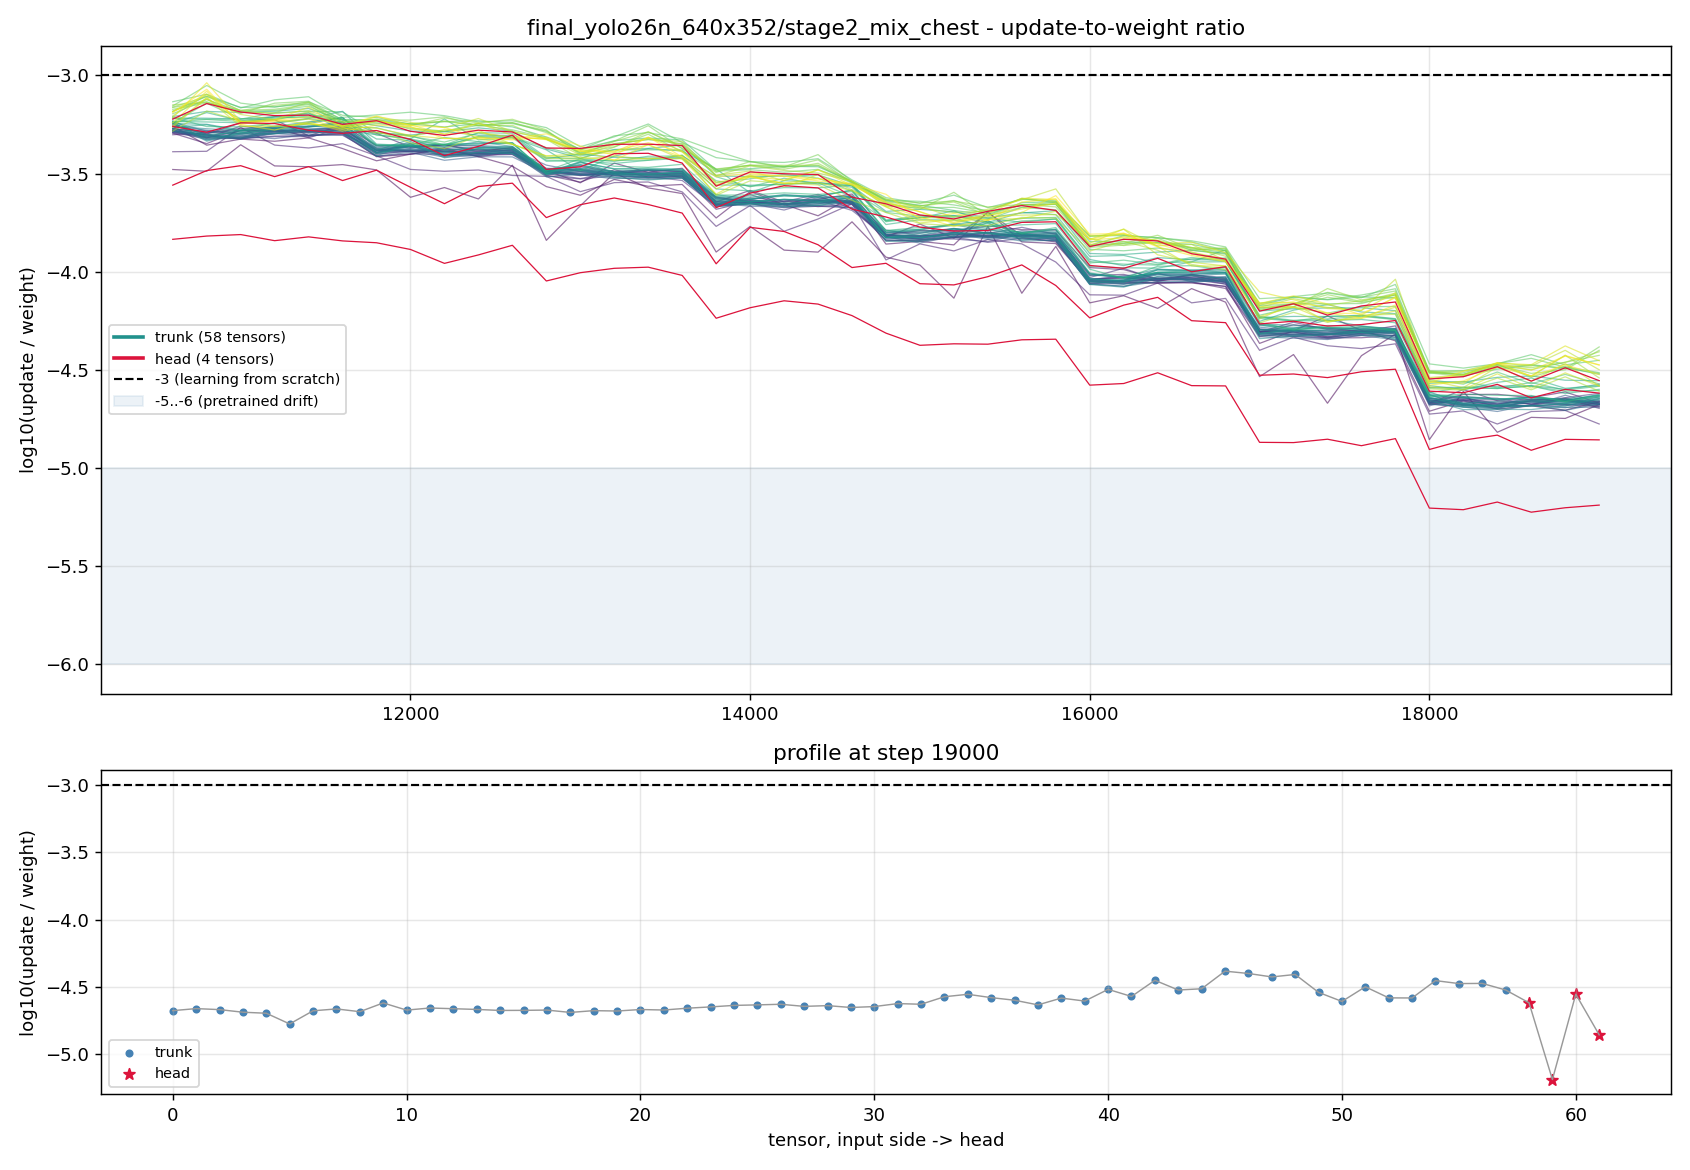 final_yolo26n_640x352/stage2_mix_chest - update-to-weight ratio
log10(update / weight)
−3.0
−3.5
−4.0
−4.5
−5.0
−5.5
−6.0
trunk (58 tensors)
head (4 tensors)
-3 (learning from scratch)
-5..-6 (pretrained drift)
12000 14000 16000 18000
profile at step 19000
log10(update / weight)
−3.0
−3.5
−4.0
−4.5
−5.0
trunk
head
0 10 20 30 40 50 60
tensor, input side -> head